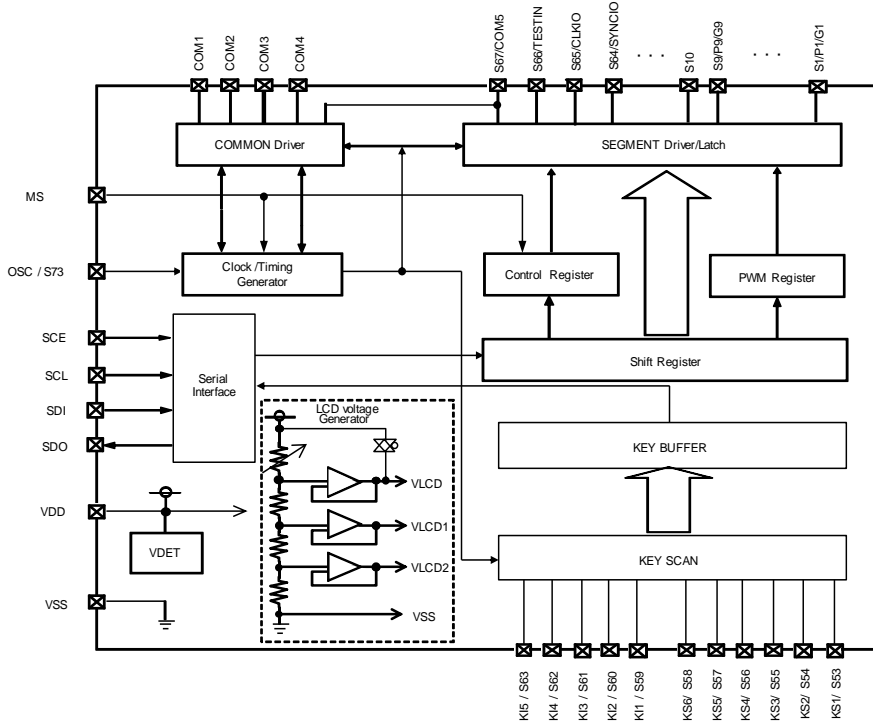 COM1
COM2
COM3
COM4
S67/COM5
S66/TESTIN
S65/CLKIO
S64/SYNCIO
. . .
S10
S9/P9/G9
. . .
S1/P1/G1
COMMON Driver
SEGMENT Driver/Latch
MS
OSC / S73
Clock /Timing
Generator
Control Register
PWM Register
SCE
SCL
SDI
SDO
Serial
Interface
Shift Register
LCD voltage
Generator
KEY BUFFER
VLCD
VLCD1
VLCD2
VSS
VDD
VDET
KEY SCAN
VSS
KI5 / S63
KI4 / S62
KI3 / S61
KI2 / S60
KI1 / S59
KS6/ S58
KS5/ S57
KS4/ S56
KS3/ S55
KS2/ S54
KS1/ S53